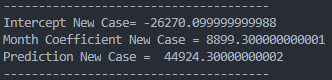 ------------------------------------
Intercept New Case= -26270.099999999988
Month Coefficient New Case = 8899.300000000001
Prediction New Case =  44924.30000000002
------------------------------------